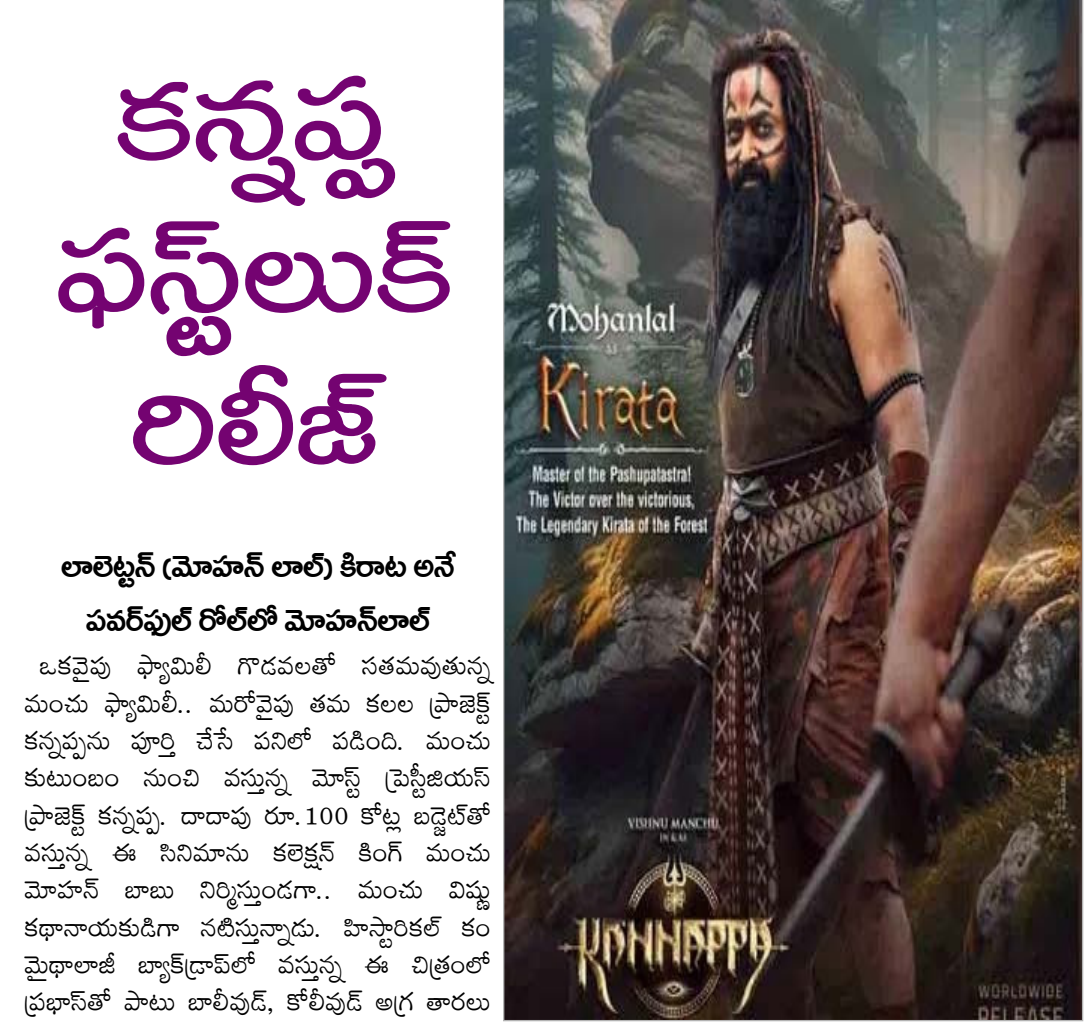 కన్నప్ప
ఫస్ట్‌లుక్
రిలీజ్
లాలెట్టన్ (మోహన్ లాల్) కిరాట అనే
పవర్‌ఫుల్ రోల్‌లో మోహన్‌లాల్
ఒకవైపు ఫ్యామిలీ గొడవలతో సతమవుతున్న
మంచు ఫ్యామిలీ.. మరోవైపు తమ కలల ప్రాజెక్ట్
కన్నప్పను పూర్తి చేసే పనిలో పడింది. మంచు
కుటుంబం నుంచి వస్తున్న మోస్ట్ ప్రెస్టీజియస్
ప్రాజెక్ట్ కన్నప్ప. దాదాపు రూ.100 కోట్ల బడ్జెట్‌తో
వస్తున్న ఈ సినిమాను కలెక్షన్ కింగ్ మంచు
మోహన్ బాబు నిర్మిస్తుండగా.. మంచు విష్ణు
కథానాయకుడిగా నటిస్తున్నాడు. హిస్టారికల్ కం
మైథాలాజీ బ్యాక్‌డ్రాప్‌లో వస్తున్న ఈ చిత్రంలో
ప్రభాస్‌తో పాటు బాలీవుడ్, కోలీవుడ్ అగ్ర తారలు
Mohanlal
as
Kirata
Master of the Pashupatastra!
The Victor over the victorious,
The Legendary Kirata of the Forest
VISHNU MANCHU
IN & AS
KANNAPPA
WORLDWIDE
RELEASE